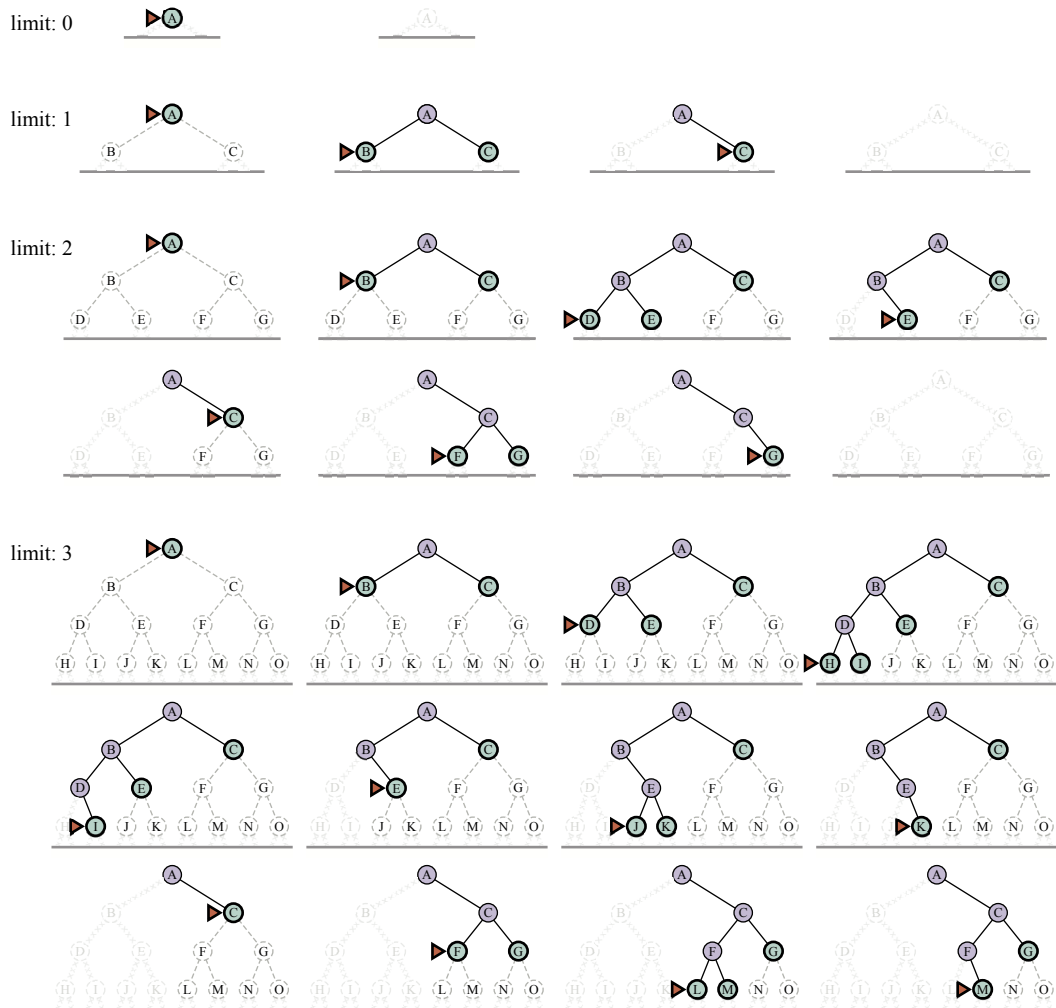 limit: 0 A A
limit: 1 A A A A
B C B C B C B C
limit: 2 A A A A
B C B C B C B C
D E F G D E F G D E F G D E F G
A A A A
B C B C B C B C
D E F G D E F G D E F G D E F G
limit: 3 A A A A
B C B C B C B C
D E F G D E F G D E F G D E F G
H I J K L M N O H I J K L M N O H I J K L M N O H I J K L M N O
A A A A
B C B C B C B C
D E F G D E F G D E F G D E F G
H I J K L M N O H I J K L M N O H I J K L M N O H I J K L M N O
A A A A
B C B C B C B C
D E F G D E F G D E F G D E F G
H I J K L M N O H I J K L M N O H I J K L M N O H I J K L M N O